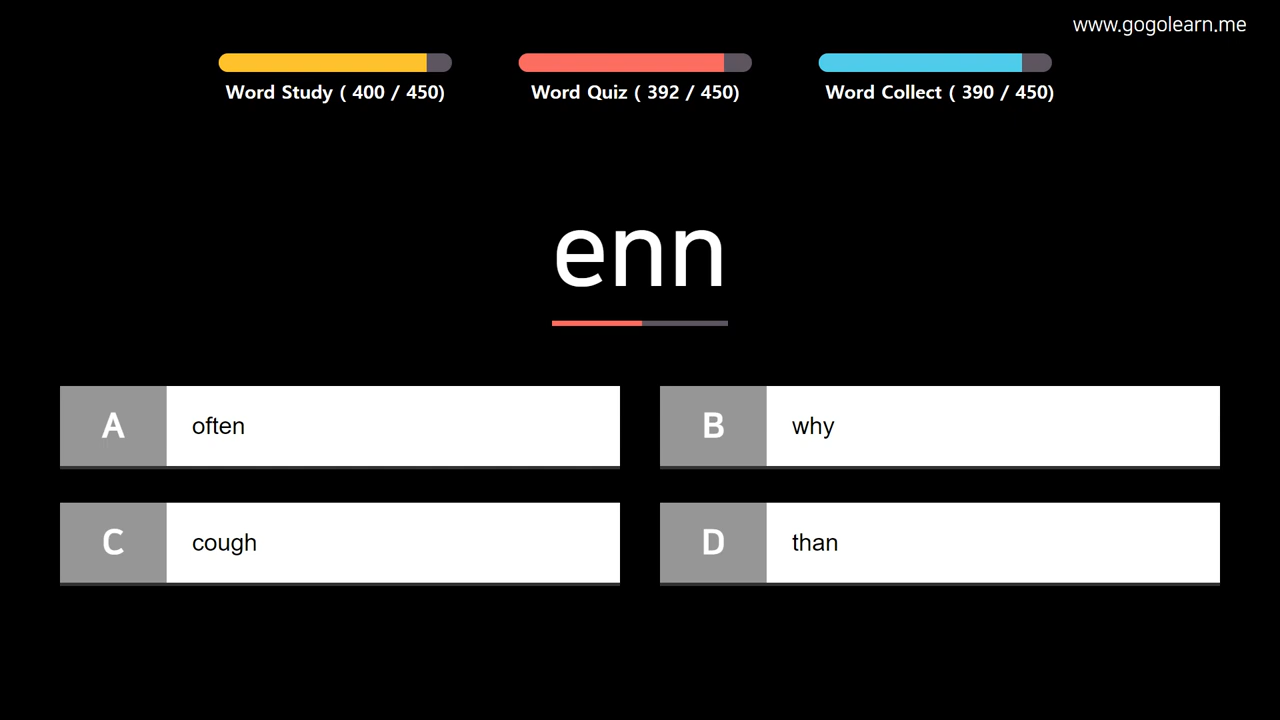 www.gogolearn.me
Word Study ( 400 / 450)
Word Quiz ( 392 / 450)
Word Collect ( 390 / 450)
enn
A often
B why
C cough
D than